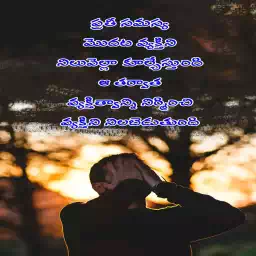 ప్రతి సమస్య
మొదట వ్యక్తిని
నిలువెల్లా కూల్చేస్తుంది
ఆ తర్వాత
వ్యక్తిత్వాన్ని నిర్మించి
వ్యక్తిని నిలబెడుతుంది